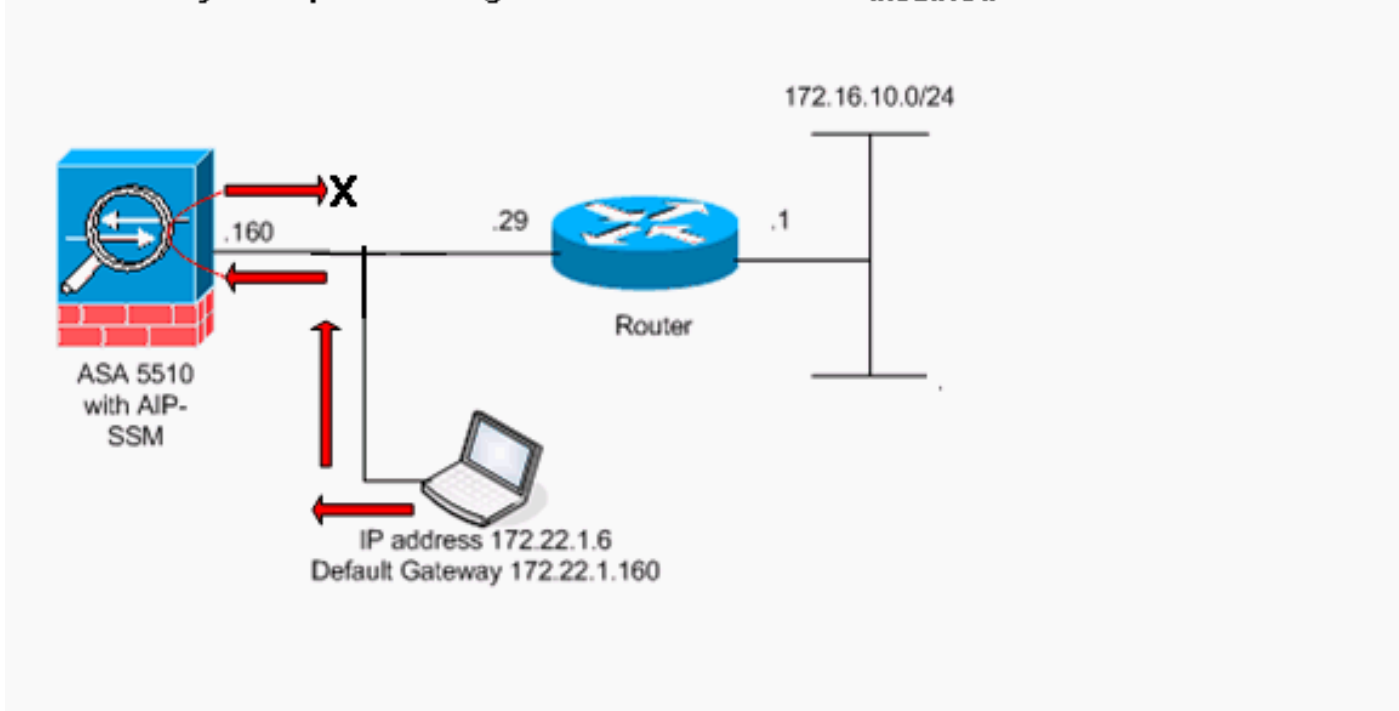 172.16.10.0/24
X
.160
.29
.1
Router
ASA 5510
with AIP-
SSM
IP address 172.22.1.6
Default Gateway 172.22.1.160